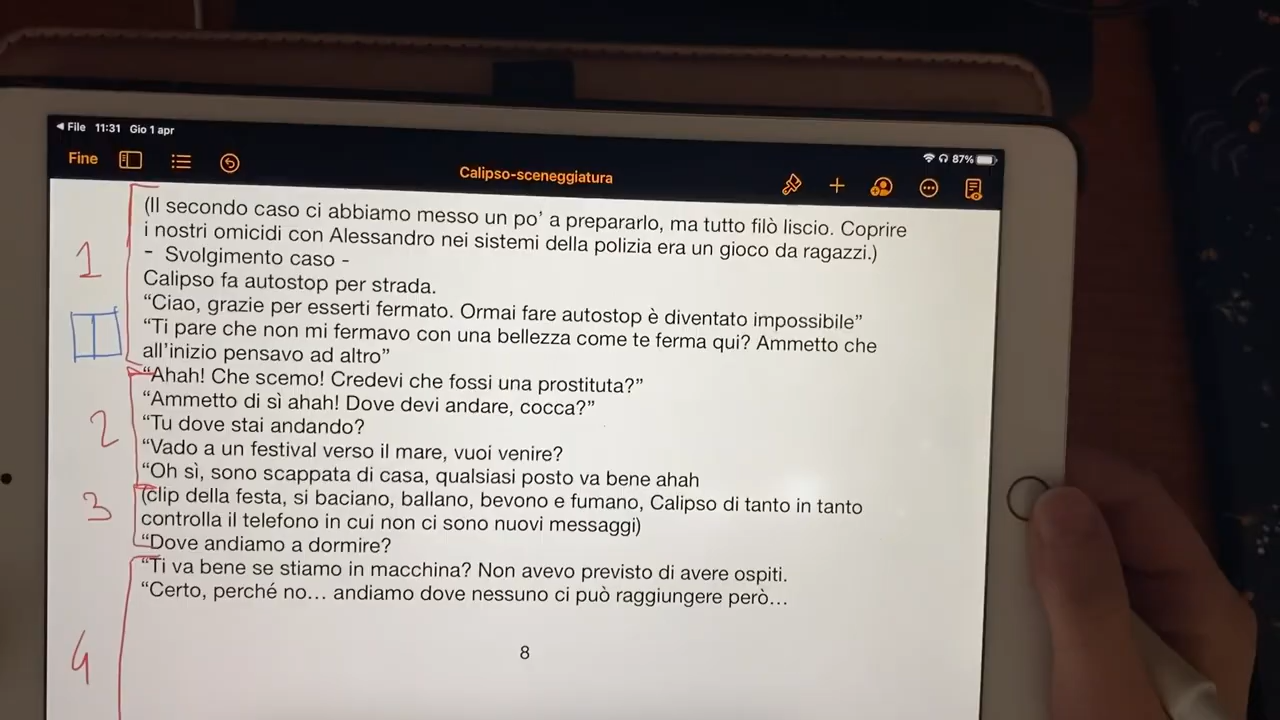 File 11:31 Gio 1 apr
87%
Fine
Calipso-sceneggiatura
(Il secondo caso ci abbiamo messo un po’ a prepararlo, ma tutto filò liscio. Coprire
i nostri omicidi con Alessandro nei sistemi della polizia era un gioco da ragazzi.)
1
- Svolgimento caso -
Calipso fa autostop per strada.
“Ciao, grazie per esserti fermato. Ormai fare autostop è diventato impossibile”
“Ti pare che non mi fermavo con una bellezza come te ferma qui? Ammetto che
all’inizio pensavo ad altro”
“Ahah! Che scemo! Credevi che fossi una prostituta?”
“Ammetto di sì ahah! Dove devi andare, cocca?”
2
“Tu dove stai andando?
“Vado a un festival verso il mare, vuoi venire?
“Oh sì, sono scappata di casa, qualsiasi posto va bene ahah
3
(clip della festa, si baciano, ballano, bevono e fumano, Calipso di tanto in tanto
controlla il telefono in cui non ci sono nuovi messaggi)
“Dove andiamo a dormire?
“Ti va bene se stiamo in macchina? Non avevo previsto di avere ospiti.
“Certo, perché no… andiamo dove nessuno ci può raggiungere però…
4
8